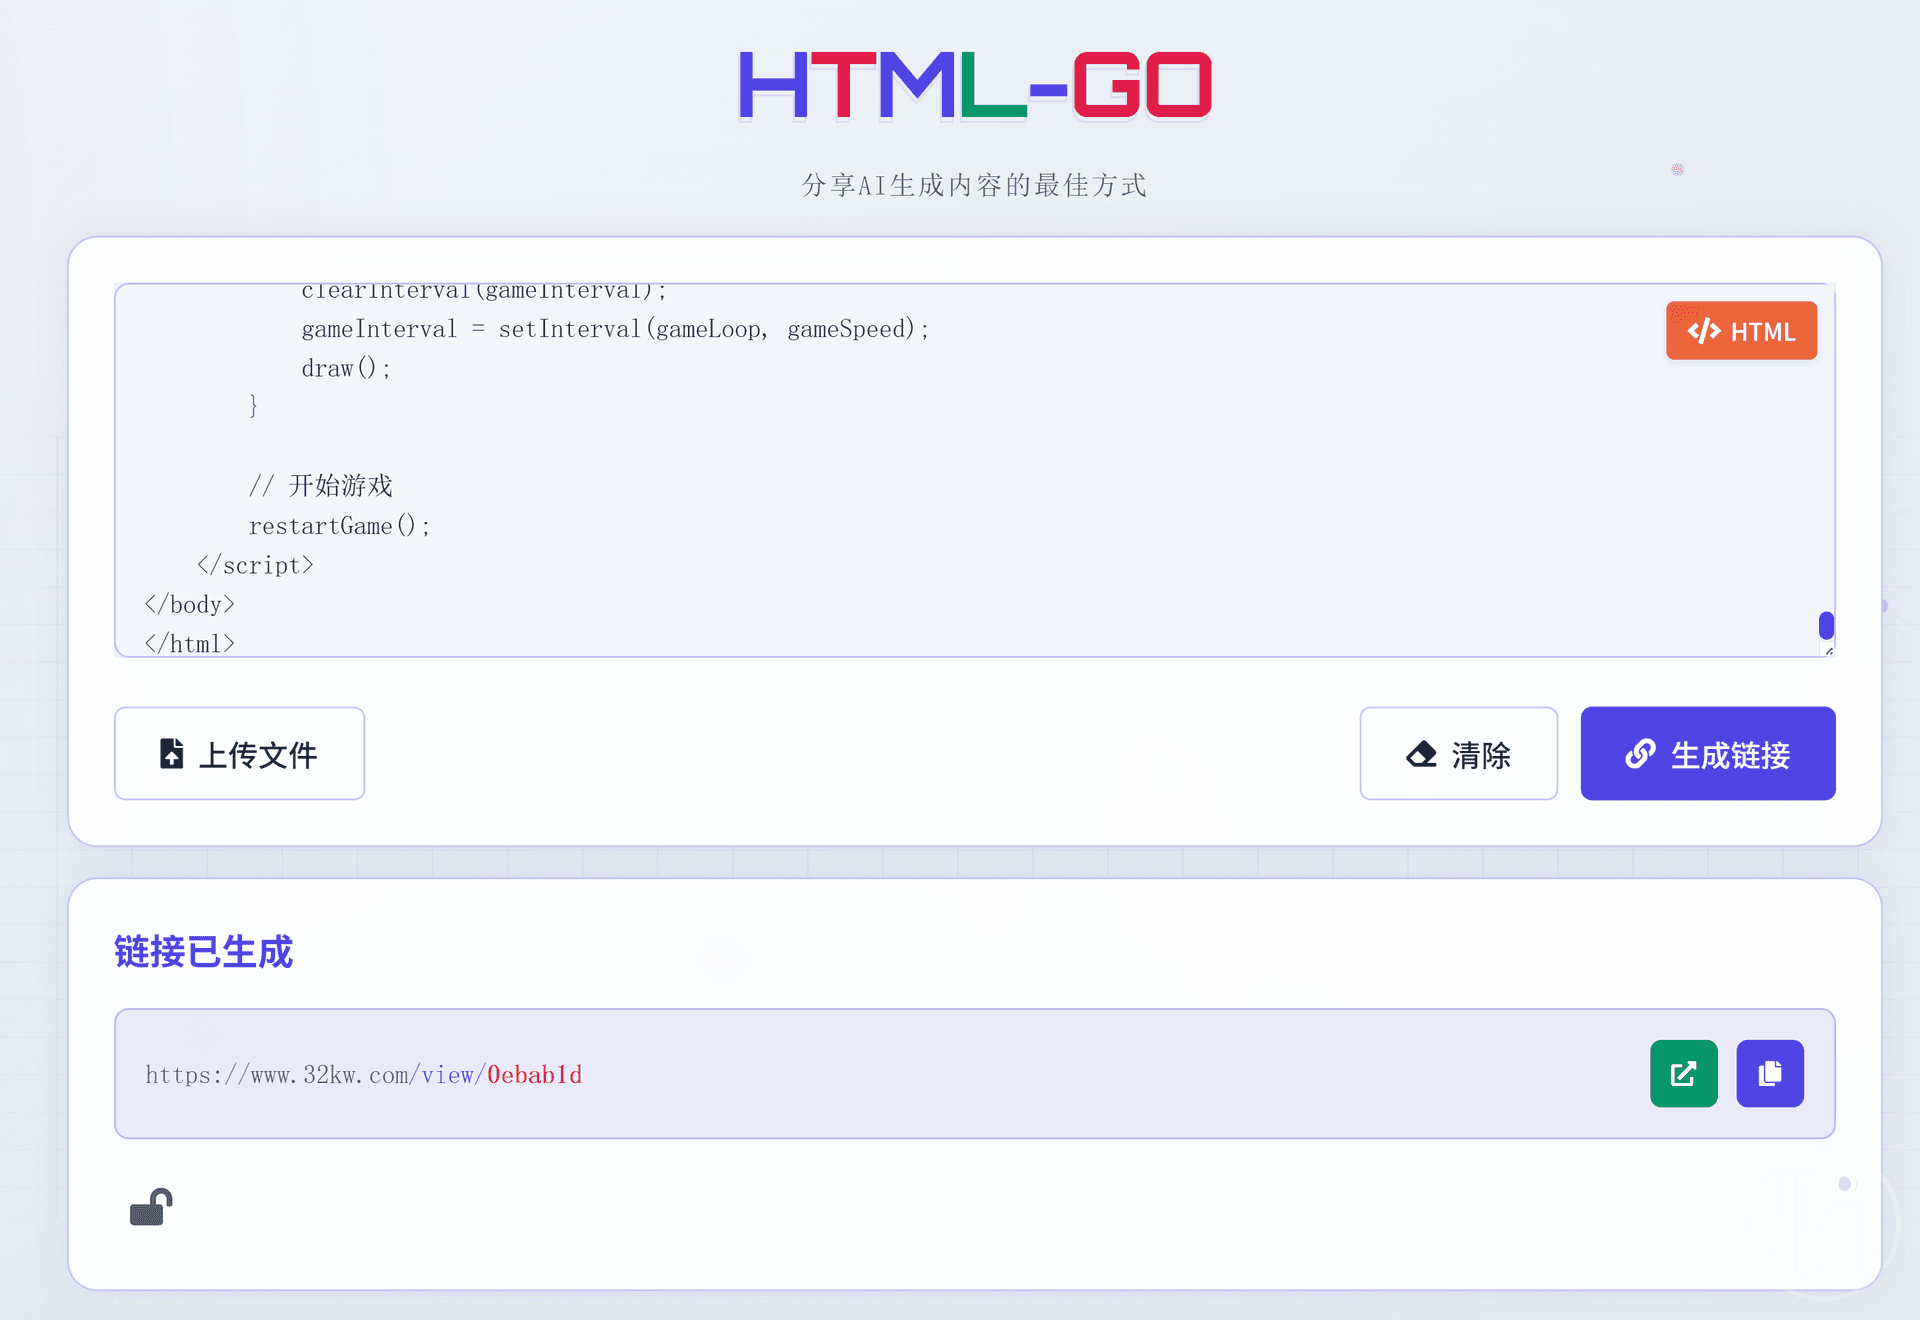 HTML-GO
分享AI生成内容的最佳方式
clearInterval(gameInterval);
gameInterval = setInterval(gameLoop, gameSpeed);
draw();
}
// 开始游戏
restartGame();
</script>
</body>
</html>
HTML
上传文件
清除
生成链接
链接已生成
https://www.32kw.com/view/0ebab1d